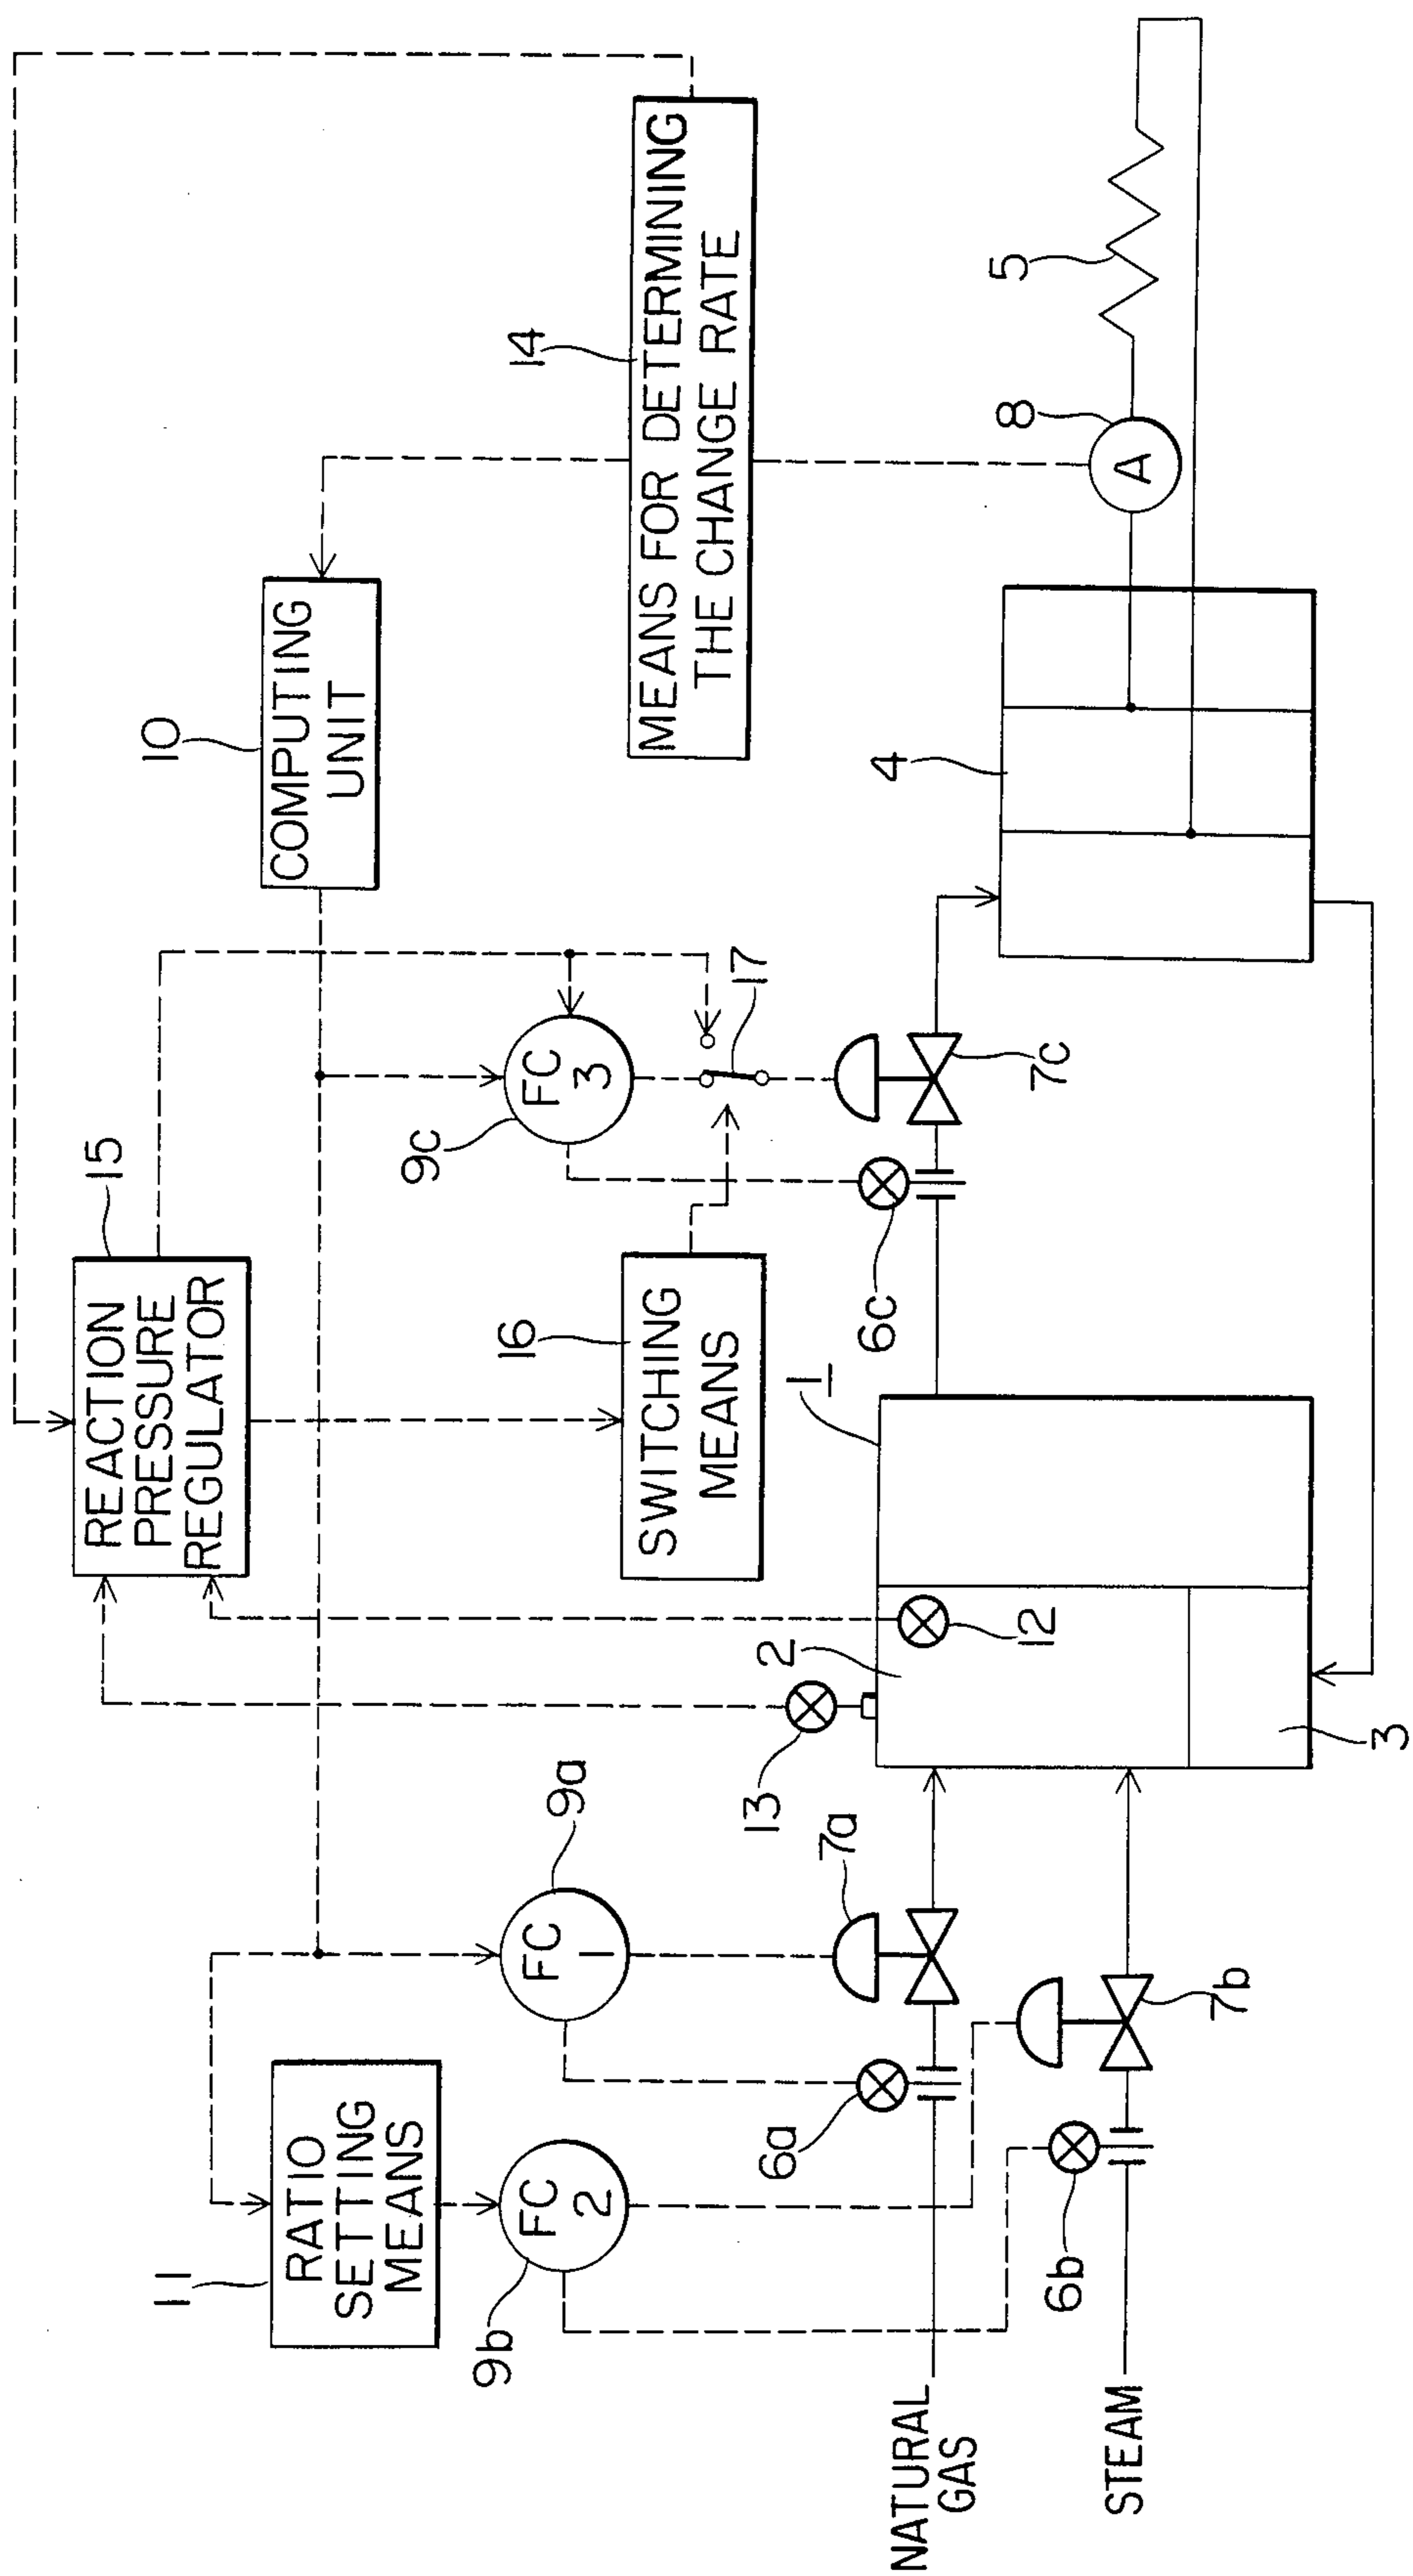 14
MEANS FOR DETERMINING
THE CHANGE RATE
10
COMPUTING
UNIT
15
REACTION
PRESSURE
REGULATOR
11
RATIO
SETTING
MEANS
16
SWITCHING
MEANS
9c
FC
3
17
9a
FC
1
9b
FC
2
5
8
A
4
7c
6c
1
2
12
13
3
7a
6a
7b
6b
NATURAL
GAS
STEAM